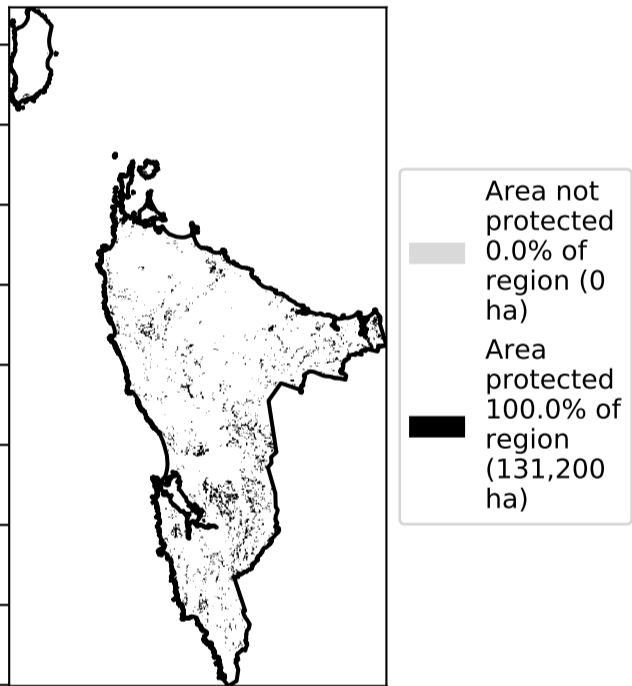 Area not
protected
0.0% of
region (0
ha)
Area
protected
100.0% of
region
(131,200
ha)